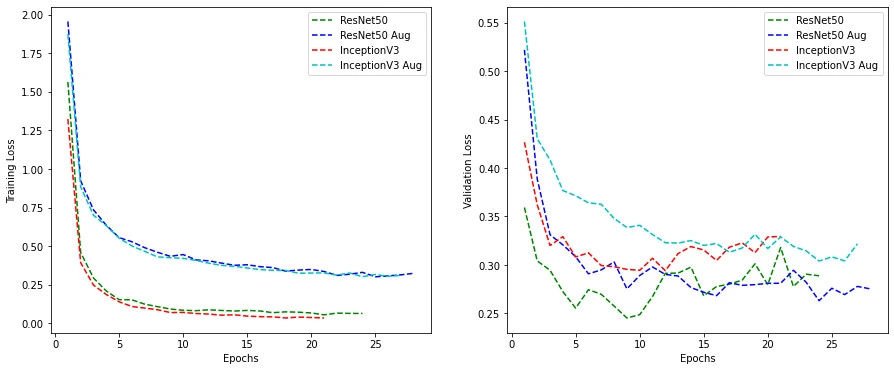 2.00
1.75
1.50
1.25
1.00
0.75
0.50
0.25
0.00
Training Loss
0 5 10 15 20 25
Epochs
ResNet50
ResNet50 Aug
InceptionV3
InceptionV3 Aug
0.55
0.50
0.45
0.40
0.35
0.30
0.25
Validation Loss
0 5 10 15 20 25
Epochs
ResNet50
ResNet50 Aug
InceptionV3
InceptionV3 Aug